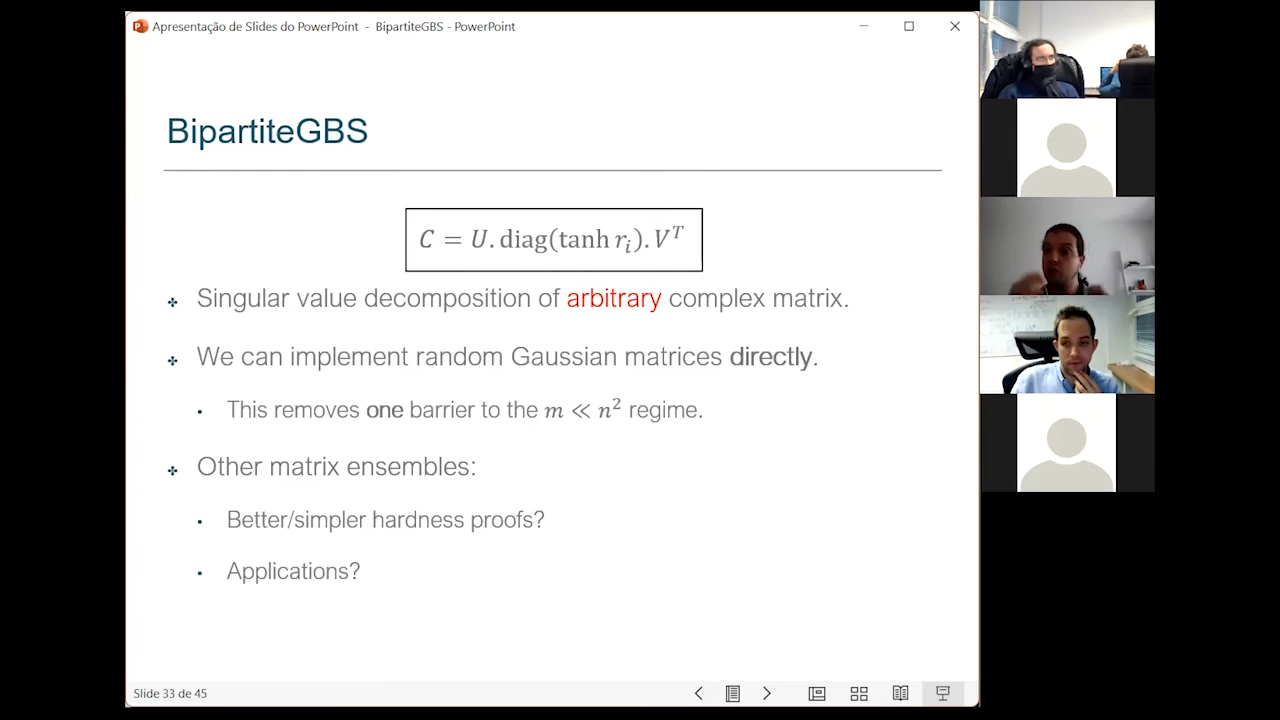 Apresentação de Slides do PowerPoint - BipartiteGBS - PowerPoint
BipartiteGBS
C = U. diag(tanh rᵢ). Vᵀ
Singular value decomposition of arbitrary complex matrix.
We can implement random Gaussian matrices directly.
This removes one barrier to the m ≪ n² regime.
Other matrix ensembles:
Better/simpler hardness proofs?
Applications?
Slide 33 de 45